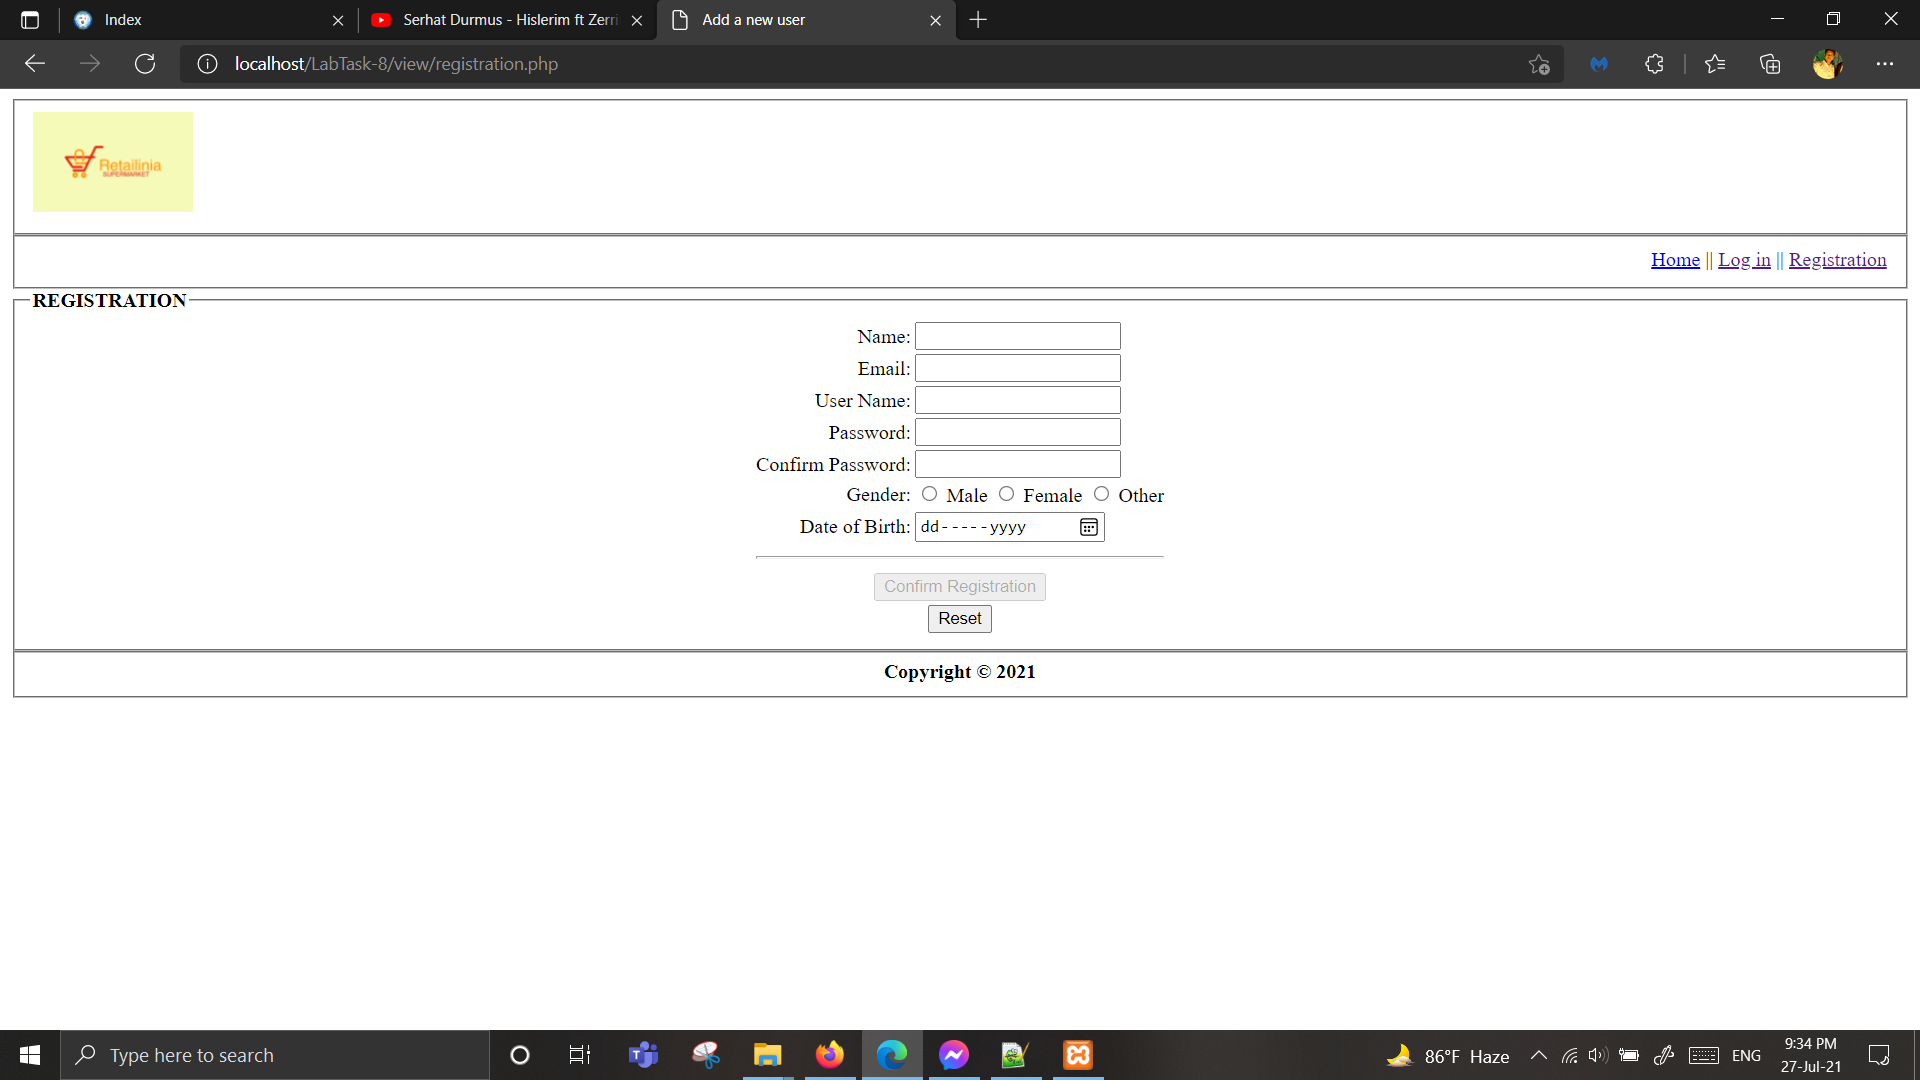 Index
Serhat Durmus - Hislerim ft Zerri
Add a new user
localhost/LabTask-8/view/registration.php
Retailinia
SUPERMARKET
Home || Log in || Registration
REGISTRATION
Name:
Email:
User Name:
Password:
Confirm Password:
Gender: Male Female Other
Date of Birth: dd-----yyyy
Confirm Registration
Reset
Copyright © 2021
Type here to search
86°F Haze
ENG
9:34 PM
27-Jul-21